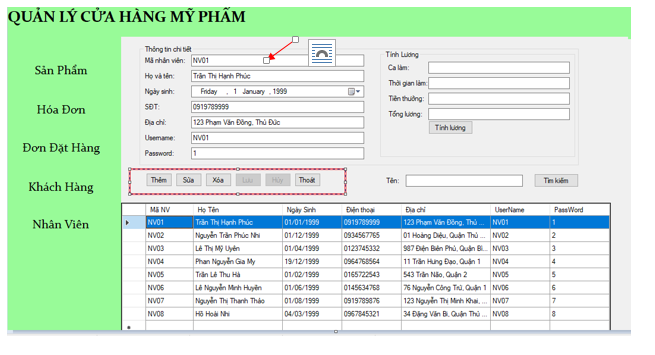 QUẢN LÝ CỬA HÀNG MỸ PHẨM
Sản Phẩm
Hóa Đơn
Đơn Đặt Hàng
Khách Hàng
Nhân Viên
Thông tin chi tiết
Mã nhân viên: NV01
Họ và tên: Trần Thị Hạnh Phúc
Ngày sinh: Friday , 1 January , 1999
SĐT: 0919789999
Địa chỉ: 123 Phạm Văn Đồng, Thủ Đức
Username: NV01
Password: 1
Tính Lương
Ca làm:
Thời gian làm:
Tiền thưởng:
Tổng lương:
Tính lương
Thêm Sửa Xóa Lưu Hủy Thoát
Tên: Tìm kiếm
Mã NV Họ Tên Ngày Sinh Điện thoại Địa chỉ UserName PassWord
NV01 Trần Thị Hạnh Phúc 01/01/1999 0919789999 123 Phạm Văn Đồng, Thủ ... NV01 1
NV02 Nguyễn Trần Phúc Nhi 01/12/1999 0934567765 01 Hoàng Diệu, Quận Thủ ... NV02 2
NV03 Lê Thị Mỹ Uyên 01/04/1999 0123745332 987 Điện Biên Phủ, Quận Bì... NV03 3
NV04 Phan Nguyễn Gia My 19/12/1999 0964768564 11 Trần Hưng Đạo, Quận 1 NV04 4
NV05 Trần Lê Thu Hà 01/02/1999 0165722543 543 Trần Não, Quận 2 NV05 5
NV06 Lê Nguyễn Minh Huyền 01/06/1999 0145634768 76 Nguyễn Công Trứ, Quận 1 NV06 6
NV07 Nguyễn Thị Thanh Thảo 01/08/1999 0919789876 123 Nguyễn Thị Minh Khai, ... NV07 7
NV08 Hồ Hoài Nhi 04/03/1999 0967845321 34 Đặng Văn Bi, Quận Thủ ... NV08 8